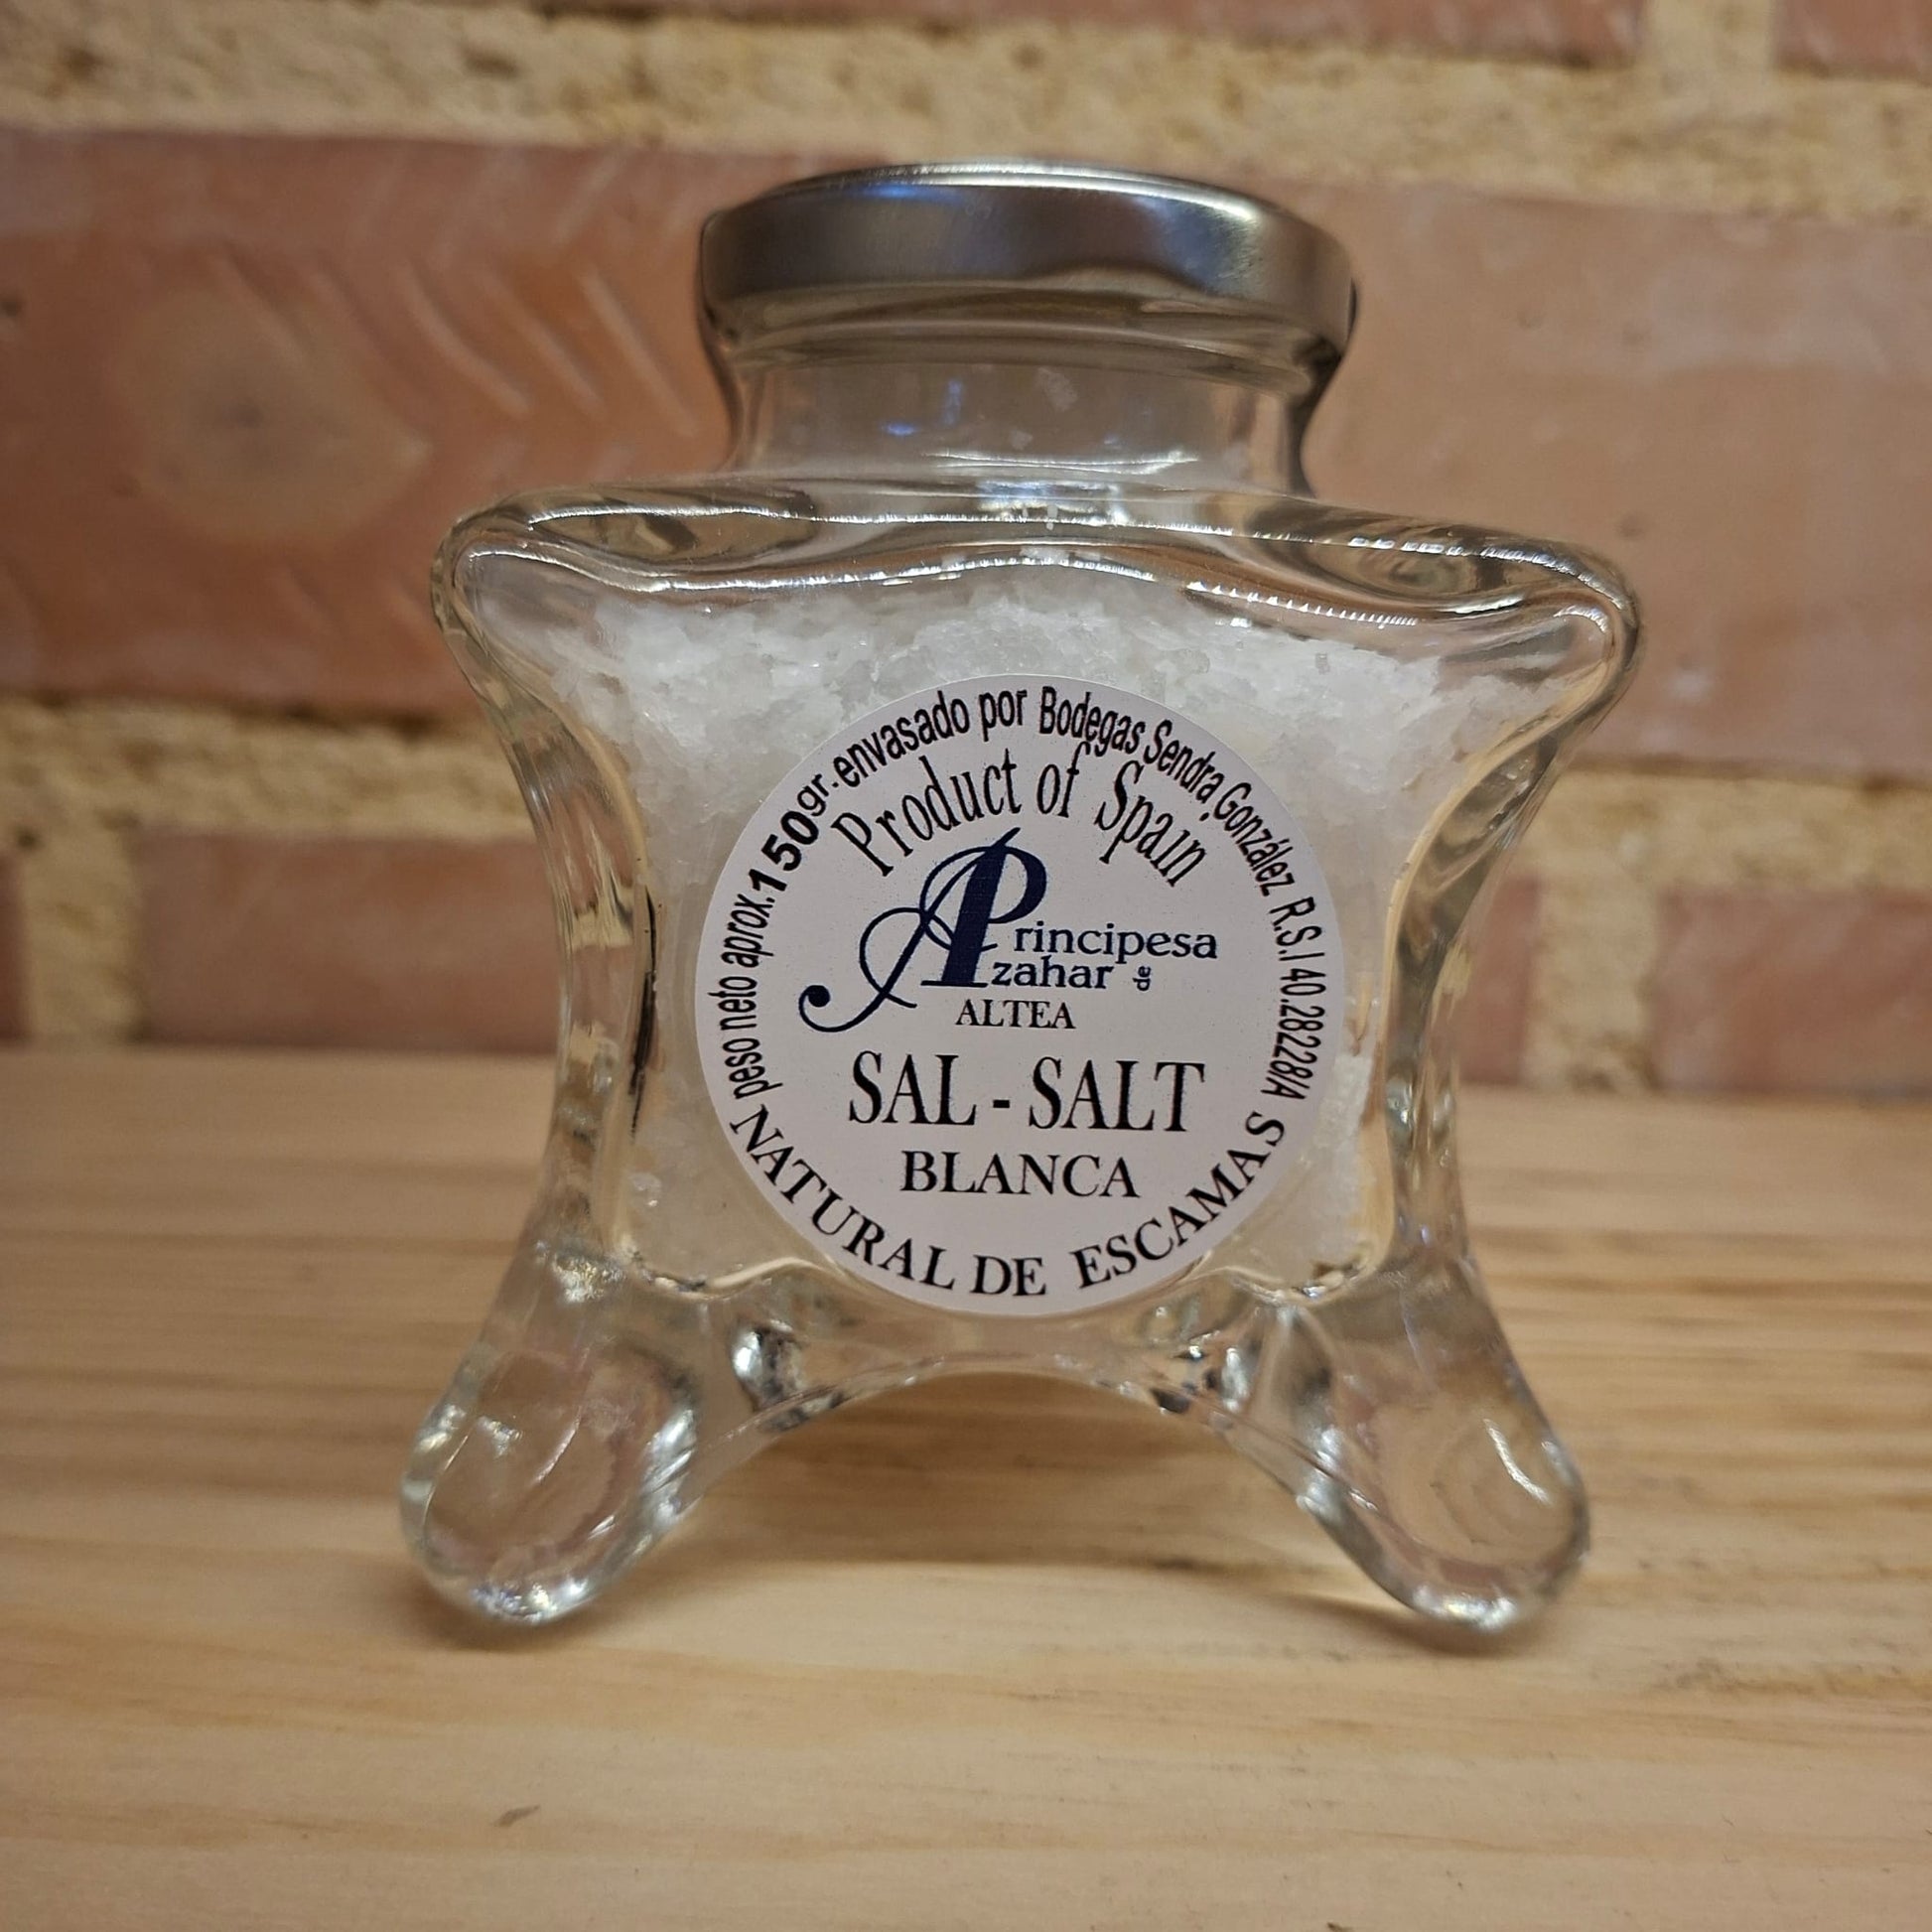 peso neto aprox.150gr.envasado por Bodegas Sendra González R.S.I 40.28228/A
Product of Spain
Principesa
Azahar de
ALTEA
SAL - SALT
BLANCA
NATURAL DE ESCAMAS